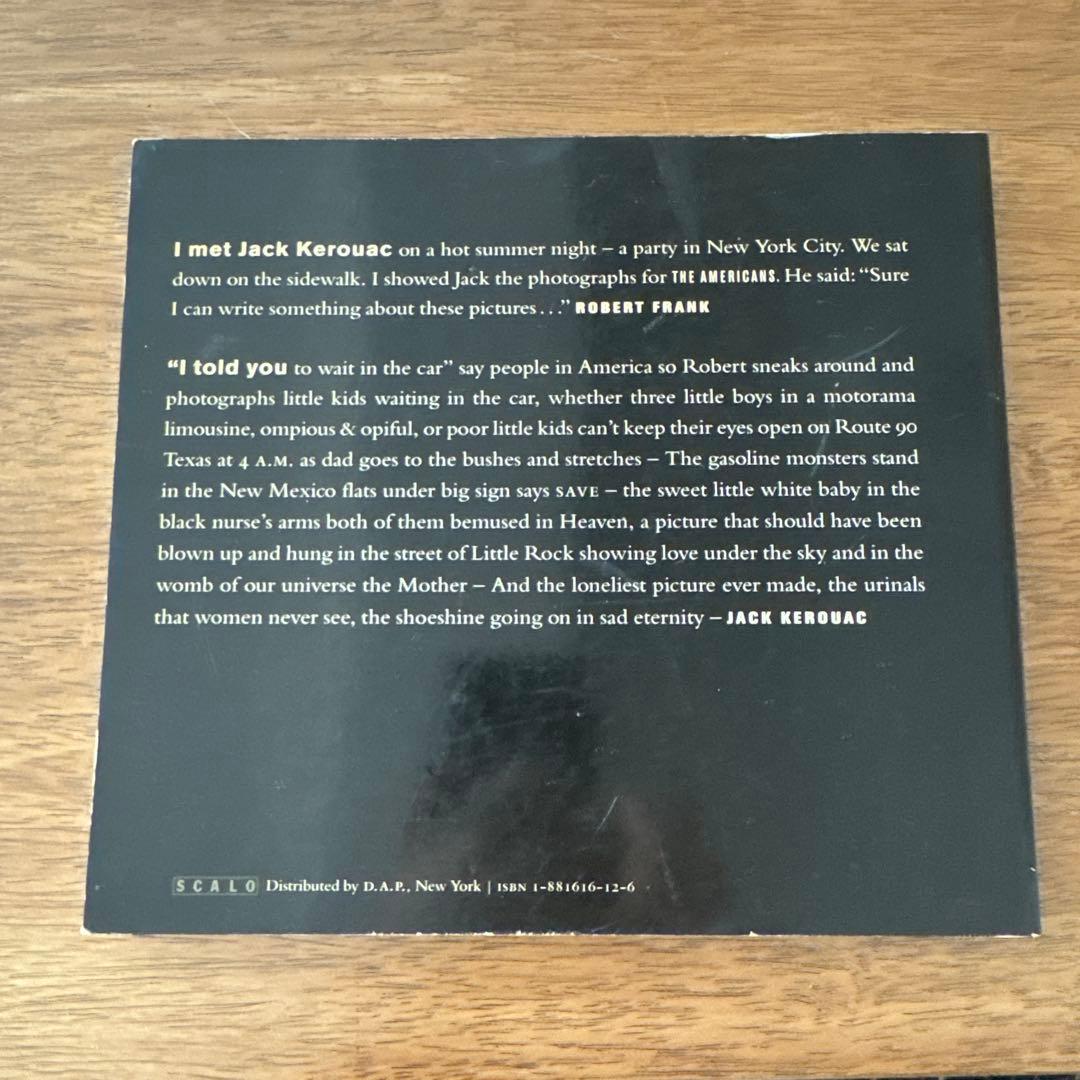 I met Jack Kerouac on a hot summer night – a party in New York City. We sat
down on the sidewalk. I showed Jack the photographs for THE AMERICANS. He said: “Sure
I can write something about these pictures...” ROBERT FRANK
“I told you to wait in the car” say people in America so Robert sneaks around and
photographs little kids waiting in the car, whether three little boys in a motorama
limousine, ompious & opiful, or poor little kids can’t keep their eyes open on Route 90
Texas at 4 A.M. as dad goes to the bushes and stretches – The gasoline monsters stand
in the New Mexico flats under big sign says SAVE – the sweet little white baby in the
black nurse’s arms both of them bemused in Heaven, a picture that should have been
blown up and hung in the street of Little Rock showing love under the sky and in the
womb of our universe the Mother – And the loneliest picture ever made, the urinals
that women never see, the shoeshine going on in sad eternity – JACK KEROUAC
SCALO Distributed by D.A.P., New York | ISBN 1-881616-12-6